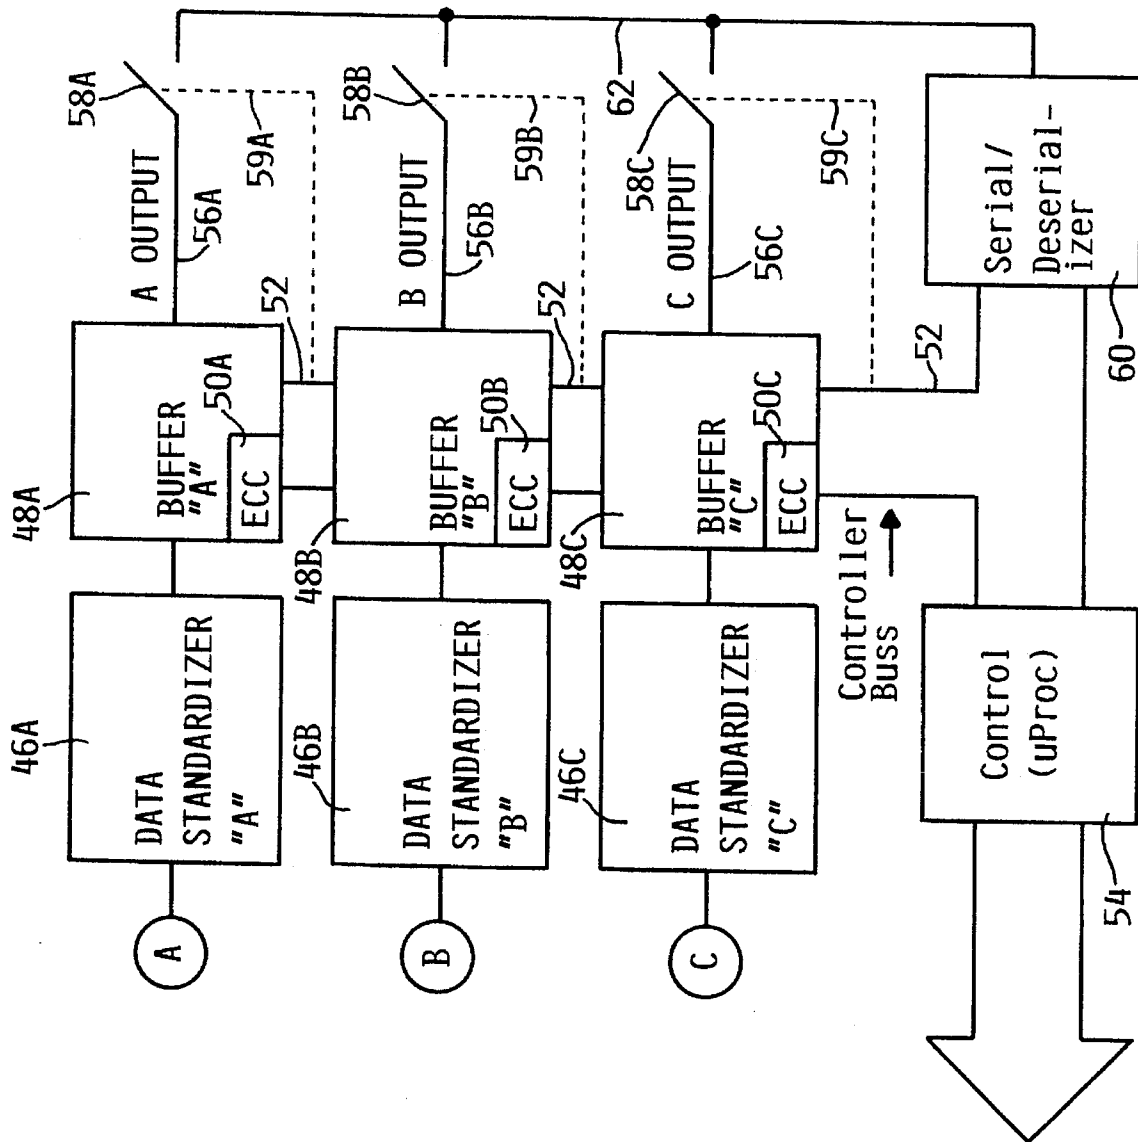 A
DATA
STANDARDIZER
"A"
46A
BUFFER
"A"
48A
ECC
50A
52
A OUTPUT
56A
58A
59A
B
DATA
STANDARDIZER
"B"
46B
BUFFER
"B"
48B
ECC
50B
52
B OUTPUT
56B
58B
59B
C
DATA
STANDARDIZER
"C"
46C
BUFFER
"C"
48C
ECC
50C
52
C OUTPUT
56C
58C
59C
62
Controller
Buss
Control
(uProc)
54
Serial/
Deserial-
izer
60